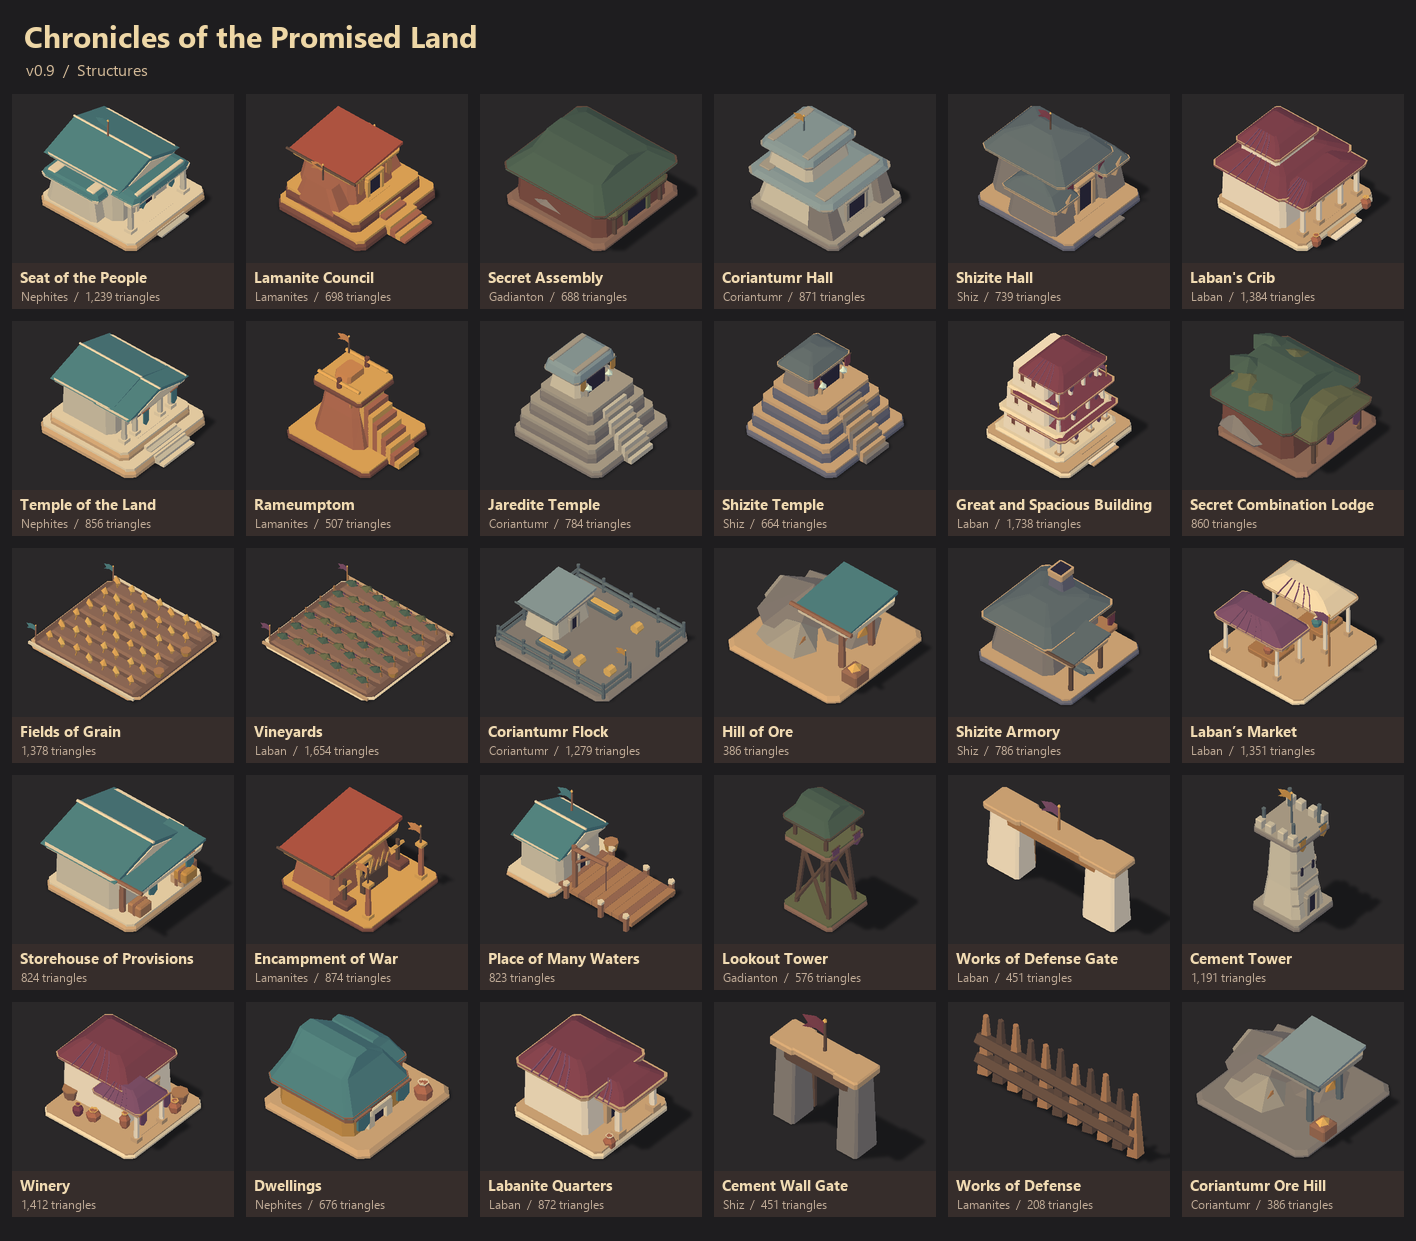 Chronicles of the Promised Land
v0.9 / Structures
Seat of the People
Nephites / 1,239 triangles
Lamanite Council
Lamanites / 698 triangles
Secret Assembly
Gadianton / 688 triangles
Coriantumr Hall
Coriantumr / 871 triangles
Shizite Hall
Shiz / 739 triangles
Laban's Crib
Laban / 1,384 triangles
Temple of the Land
Nephites / 856 triangles
Rameumptom
Lamanites / 507 triangles
Jaredite Temple
Coriantumr / 784 triangles
Shizite Temple
Shiz / 664 triangles
Great and Spacious Building
Laban / 1,738 triangles
Secret Combination Lodge
860 triangles
Fields of Grain
1,378 triangles
Vineyards
Laban / 1,654 triangles
Coriantumr Flock
Coriantumr / 1,279 triangles
Hill of Ore
386 triangles
Shizite Armory
Shiz / 786 triangles
Laban’s Market
Laban / 1,351 triangles
Storehouse of Provisions
824 triangles
Encampment of War
Lamanites / 874 triangles
Place of Many Waters
823 triangles
Lookout Tower
Gadianton / 576 triangles
Works of Defense Gate
Laban / 451 triangles
Cement Tower
1,191 triangles
Winery
1,412 triangles
Dwellings
Nephites / 676 triangles
Labanite Quarters
Laban / 872 triangles
Cement Wall Gate
Shiz / 451 triangles
Works of Defense
Lamanites / 208 triangles
Coriantumr Ore Hill
Coriantumr / 386 triangles